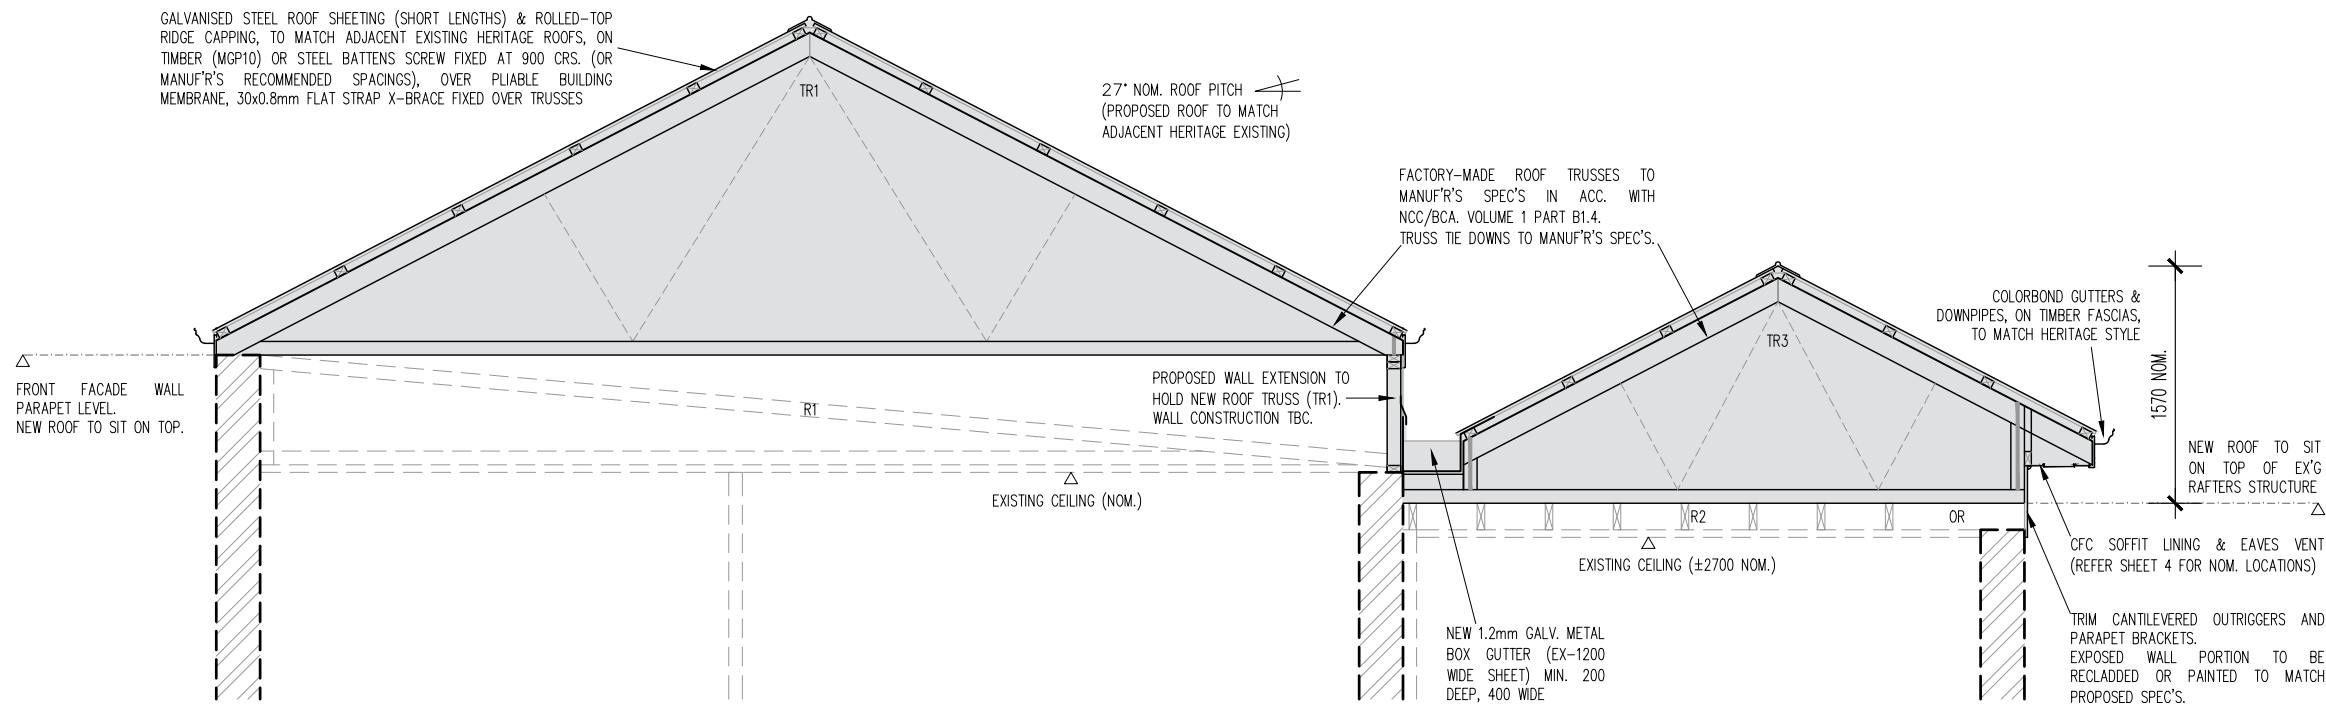 GALVANISED STEEL ROOF SHEETING (SHORT LENGTHS) & ROLLED-TOP
RIDGE CAPPING, TO MATCH ADJACENT EXISTING HERITAGE ROOFS, ON
TIMBER (MGP10) OR STEEL BATTENS SCREW FIXED AT 900 CRS. (OR
MANUF'R'S RECOMMENDED SPACINGS), OVER PLIABLE BUILDING
MEMBRANE, 30x0.8mm FLAT STRAP X-BRACE FIXED OVER TRUSSES
TR1
27° NOM. ROOF PITCH
(PROPOSED ROOF TO MATCH
ADJACENT HERITAGE EXISTING)
FACTORY-MADE ROOF TRUSSES TO
MANUF'R'S SPEC'S IN ACC. WITH
NCC/BCA. VOLUME 1 PART B1.4.
TRUSS TIE DOWNS TO MANUF'R'S SPEC'S.
COLORBOND GUTTERS &
DOWNPIPES, ON TIMBER FASCIAS,
TO MATCH HERITAGE STYLE
TR3
1570 NOM.
FRONT FACADE WALL
PARAPET LEVEL.
NEW ROOF TO SIT ON TOP.
R1
PROPOSED WALL EXTENSION TO
HOLD NEW ROOF TRUSS (TR1).
WALL CONSTRUCTION TBC.
NEW ROOF TO SIT
ON TOP OF EX'G
RAFTERS STRUCTURE
EXISTING CEILING (NOM.)
R2
OR
EXISTING CEILING (±2700 NOM.)
CFC SOFFIT LINING & EAVES VENT
(REFER SHEET 4 FOR NOM. LOCATIONS)
NEW 1.2mm GALV. METAL
BOX GUTTER (EX-1200
WIDE SHEET) MIN. 200
DEEP, 400 WIDE
TRIM CANTILEVERED OUTRIGGERS AND
PARAPET BRACKETS.
EXPOSED WALL PORTION TO BE
RECLADDED OR PAINTED TO MATCH
PROPOSED SPEC'S.